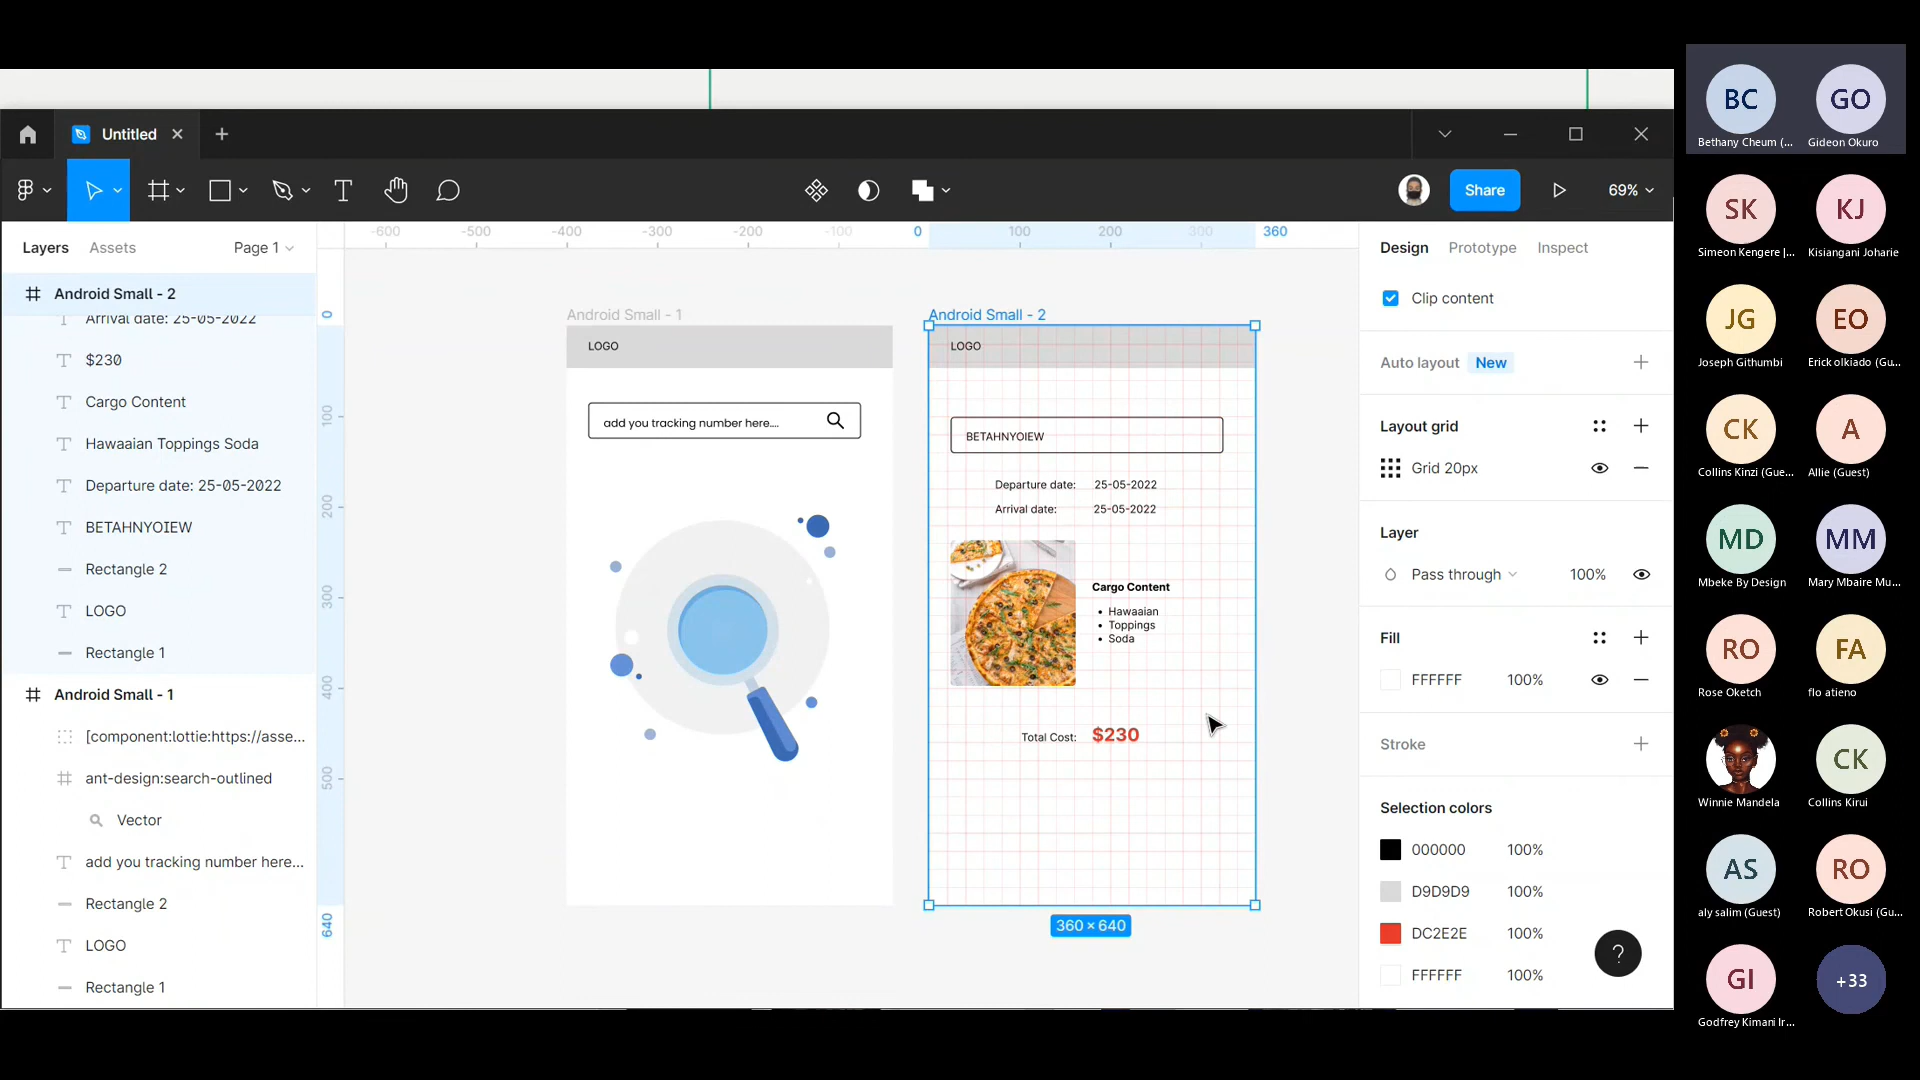 Untitled
Share
69%
Layers
Assets
Page 1
Android Small - 2
Arrival date: 25-05-2022
$230
Cargo Content
Hawaaian Toppings Soda
Departure date: 25-05-2022
BETAHNYOIEW
Rectangle 2
LOGO
Rectangle 1
Android Small - 1
[component:lottie:https://asse...
ant-design:search-outlined
Vector
add you tracking number here...
Rectangle 2
LOGO
Rectangle 1
-600 -500 -400 -300 -200 -100 0 100 200 300 360
0
100
200
300
400
500
640
Android Small - 1
LOGO
add you tracking number here....
Android Small - 2
LOGO
BETAHNYOIEW
Departure date: 25-05-2022
Arrival date: 25-05-2022
Cargo Content
• Hawaaian
• Toppings
• Soda
Total Cost: $230
360 × 640
Design
Prototype
Inspect
Clip content
Auto layout New
Layout grid
Grid 20px
Layer
Pass through 100%
Fill
FFFFFF 100%
Stroke
Selection colors
000000 100%
D9D9D9 100%
DC2E2E 100%
FFFFFF 100%
?
BC GO
Bethany Cheum (... Gideon Okuro
SK KJ
Simeon Kengere |... Kisiangani Joharie
JG EO
Joseph Githumbi Erick olkiado (Gu...
CK A
Collins Kinzi (Gue... Allie (Guest)
MD MM
Mbeke By Design Mary Mbaire Mu...
RO FA
Rose Oketch flo atieno
CK
Winnie Mandela Collins Kirui
AS RO
aly salim (Guest) Robert Okusi (Gu...
GI +33
Godfrey Kimani Ir...